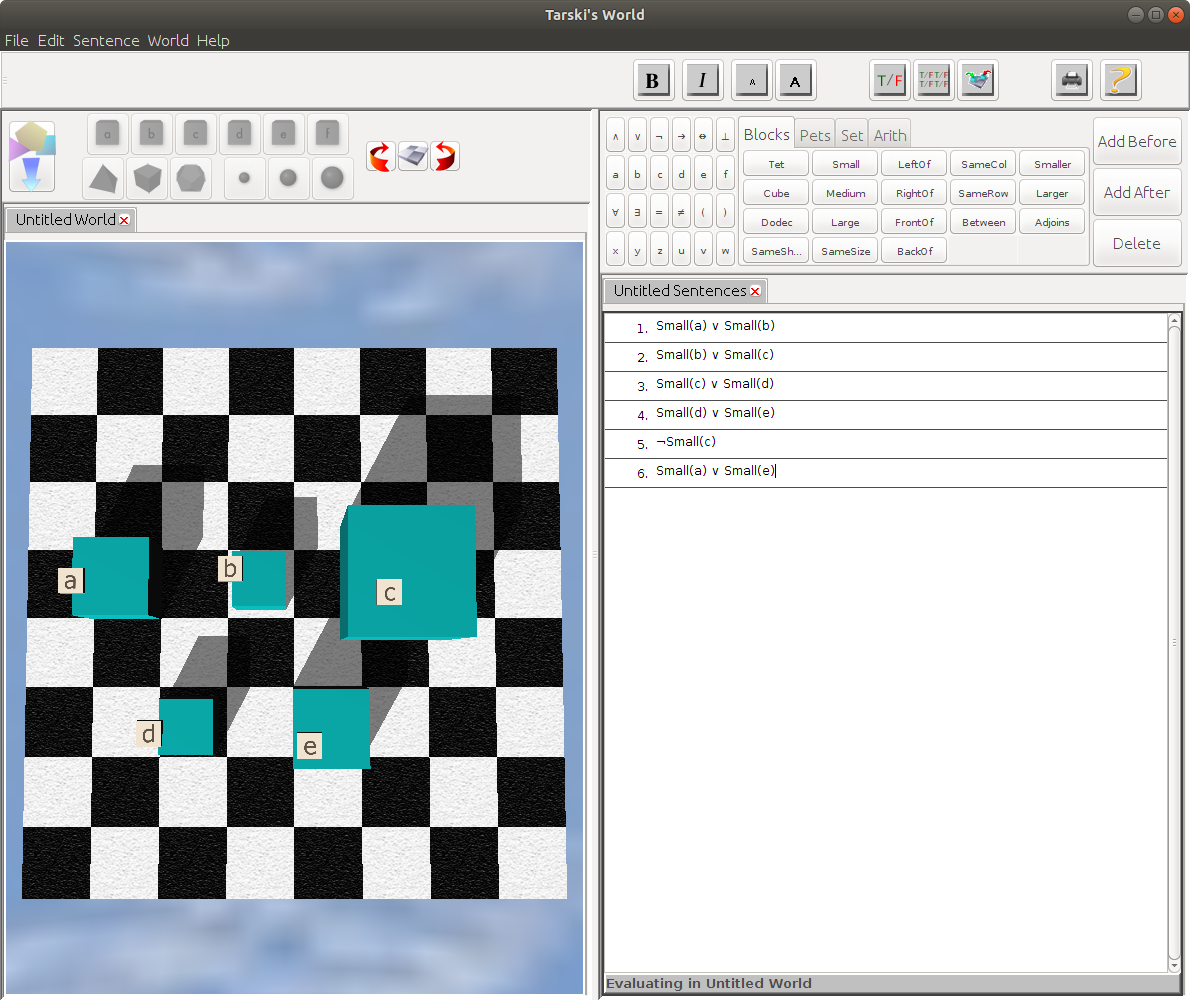 Tarski's World
File Edit Sentence World Help
B I A A T/F T/FT/F
T/FT/F
a b c d e f
Untitled World
∧ ∨ ¬ → ⇔ ⊥
a b c d e f
∀ ∃ = ≠ ( )
x y z u v w
Blocks Pets Set Arith
Tet Small LeftOf SameCol Smaller
Cube Medium RightOf SameRow Larger
Dodec Large FrontOf Between Adjoins
SameSh... SameSize BackOf
Add Before
Add After
Delete
a
b
c
d
e
Untitled Sentences
1. Small(a) ∨ Small(b)
2. Small(b) ∨ Small(c)
3. Small(c) ∨ Small(d)
4. Small(d) ∨ Small(e)
5. ¬Small(c)
6. Small(a) ∨ Small(e)
Evaluating in Untitled World